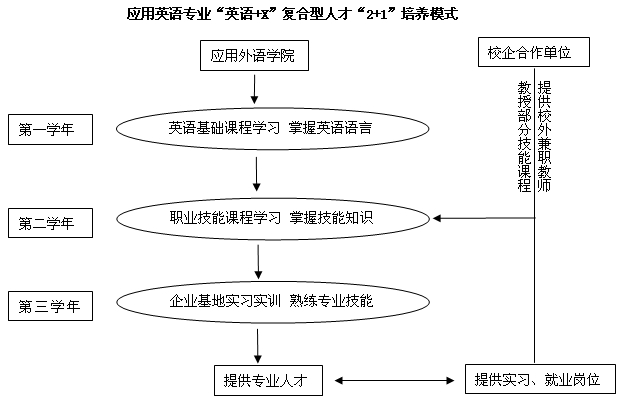 应用英语专业“英语+X”复合型人才“2+1”培养模式
应用外语学院
校企合作单位
提供校外兼职教师
教授部分技能课程
第一学年
英语基础课程学习 掌握英语语言
第二学年
职业技能课程学习 掌握技能知识
第三学年
企业基地实习实训 熟练专业技能
提供专业人才
提供实习、就业岗位